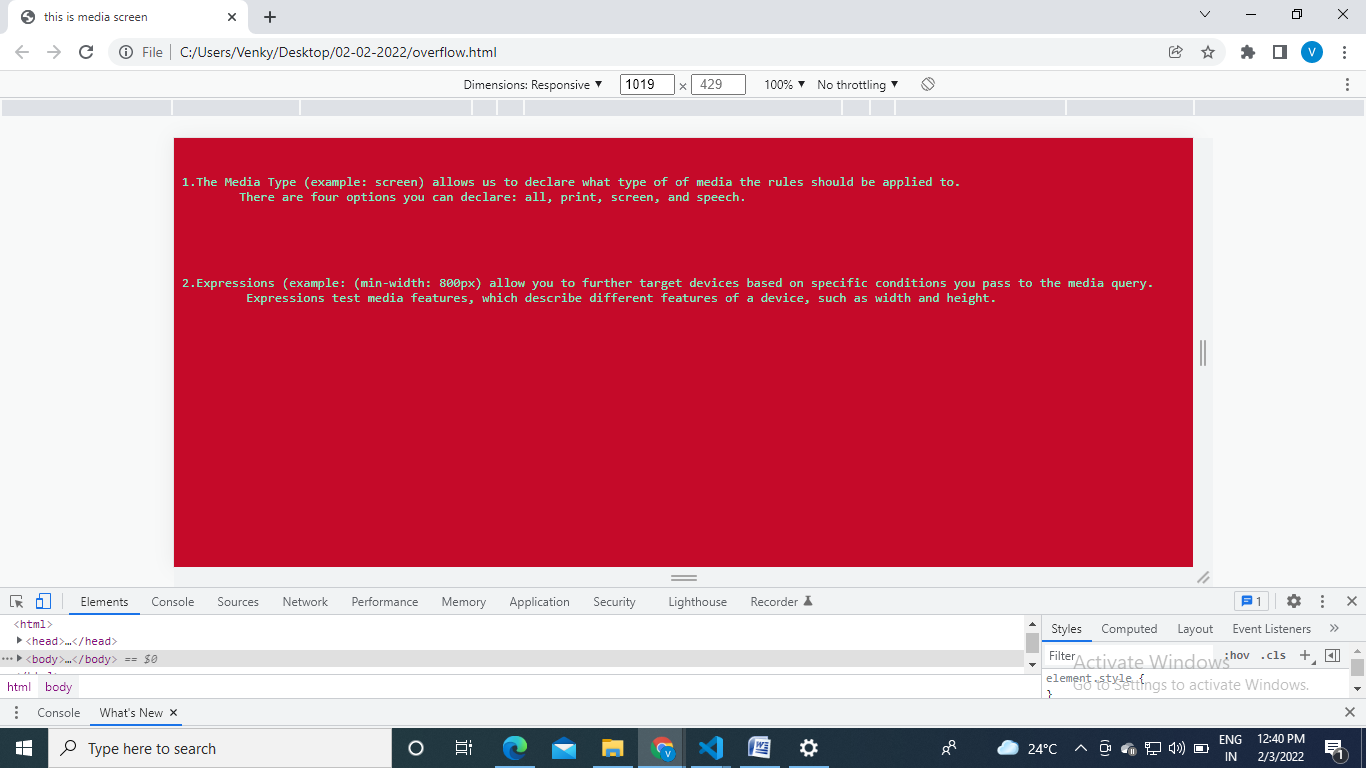 this is media screen
File
C:/Users/Venky/Desktop/02-02-2022/overflow.html
V
Dimensions: Responsive
1019 × 429
100%
No throttling
1.The Media Type (example: screen) allows us to declare what type of of media the rules should be applied to.
There are four options you can declare: all, print, screen, and speech.
2.Expressions (example: (min-width: 800px) allow you to further target devices based on specific conditions you pass to the media query.
Expressions test media features, which describe different features of a device, such as width and height.
Elements Console Sources Network Performance Memory Application Security Lighthouse Recorder 1
<html>
<head>…</head>
<body>…</body> == $0
html body
Styles Computed Layout Event Listeners
Filter :hov .cls
element.style {
}
Activate Windows
Go to Settings to activate Windows.
Console What's New
Type here to search
V
24°C
ENG
IN
12:40 PM
2/3/2022
1